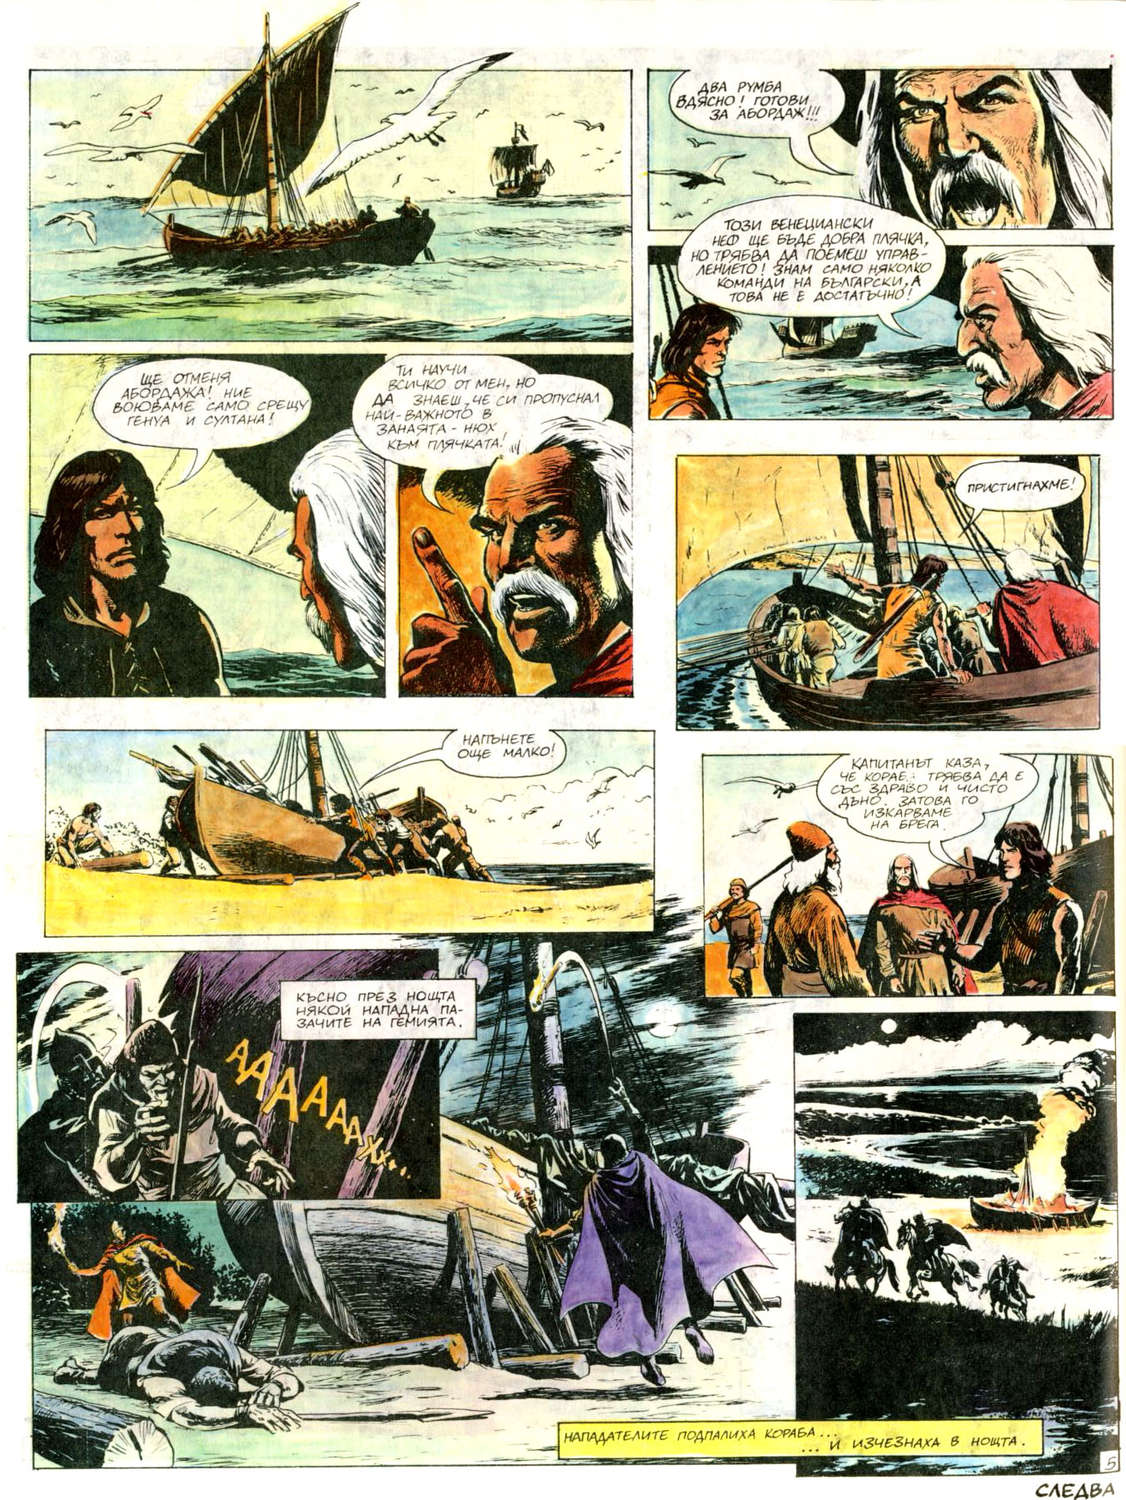 ДВА РУМБА
ВДЯСНО! ГОТОВИ
ЗА АБОРДАЖ!!!
ТОЗИ ВЕНЕЦИАНСКИ
НЕФ ЩЕ БЪДЕ ДОБРА ПЛЯЧКА,
НО ТРЯБВА ДА ПОЕМЕШ УПРАВ-
ЛЕНИЕТО! ЗНАМ САМО НЯКОЛКО
КОМАНДИ НА БЪЛГАРСКИ, А
ТОВА НЕ Е ДОСТАТЪЧНО!
ЩЕ ОТМЕНЯ
АБОРДАЖА! НИЕ
ВОЮВАМЕ САМО СРЕЩУ
ГЕНУА И СУЛТАНА!
ТИ НАУЧИ
ВСИЧКО ОТ МЕН, НО
ДА ЗНАЕШ, ЧЕ СИ ПРОПУСНАЛ
НАЙ-ВАЖНОТО В
ЗАНАЯТА - НЮХ
КЪМ ПЛЯЧКАТА!
ПРИСТИГНАХМЕ!
НАПЪНЕТЕ
ОЩЕ МАЛКО!
КАПИТАНЪТ КАЗА,
ЧЕ КОРАБЪТ ТРЯБВА ДА Е
СЪС ЗДРАВО И ЧИСТО
ДЪНО. ЗАТОВА ГО
ИЗКАРВАМЕ
НА БРЕГА.
КЪСНО ПРЕЗ НОЩТА
НЯКОЙ НАПАДНА ПА-
ЗАЧИТЕ НА ГЕМИЯТА.
АААААААХХ...
НАПАДАТЕЛИТЕ ПОДПАЛИХА КОРАБА...
... И ИЗЧЕЗНАХА В НОЩТА.
5
СЛЕДВА